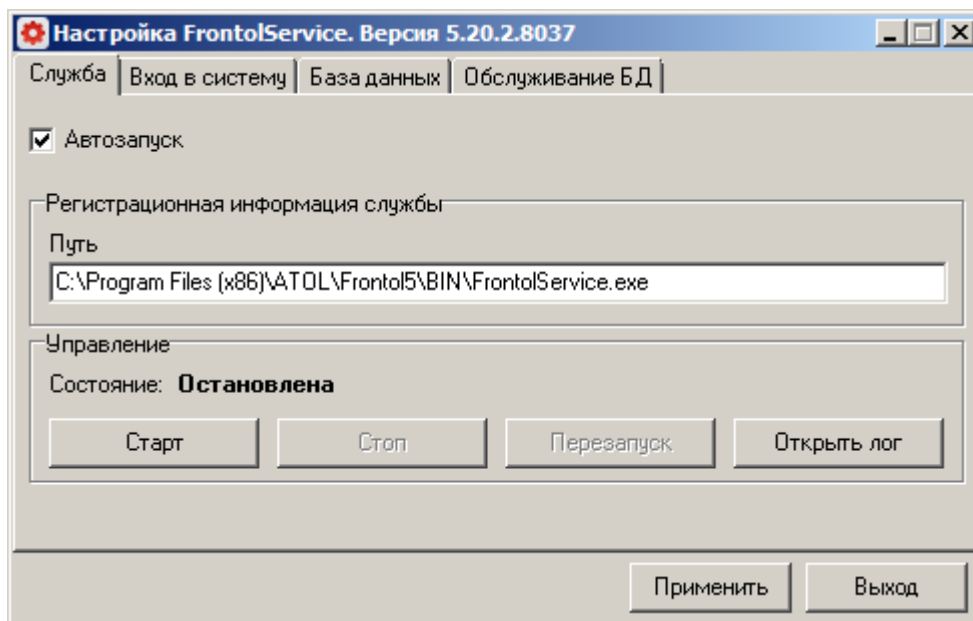 Настройка FrontolService. Версия 5.20.2.8037
Служба Вход в систему База данных Обслуживание БД
Автозапуск
Регистрационная информация службы
Путь
C:\Program Files (x86)\ATOL\Frontol5\BIN\FrontolService.exe
Управление
Состояние: Остановлена
Старт Стоп Перезапуск Открыть лог
Применить Выход